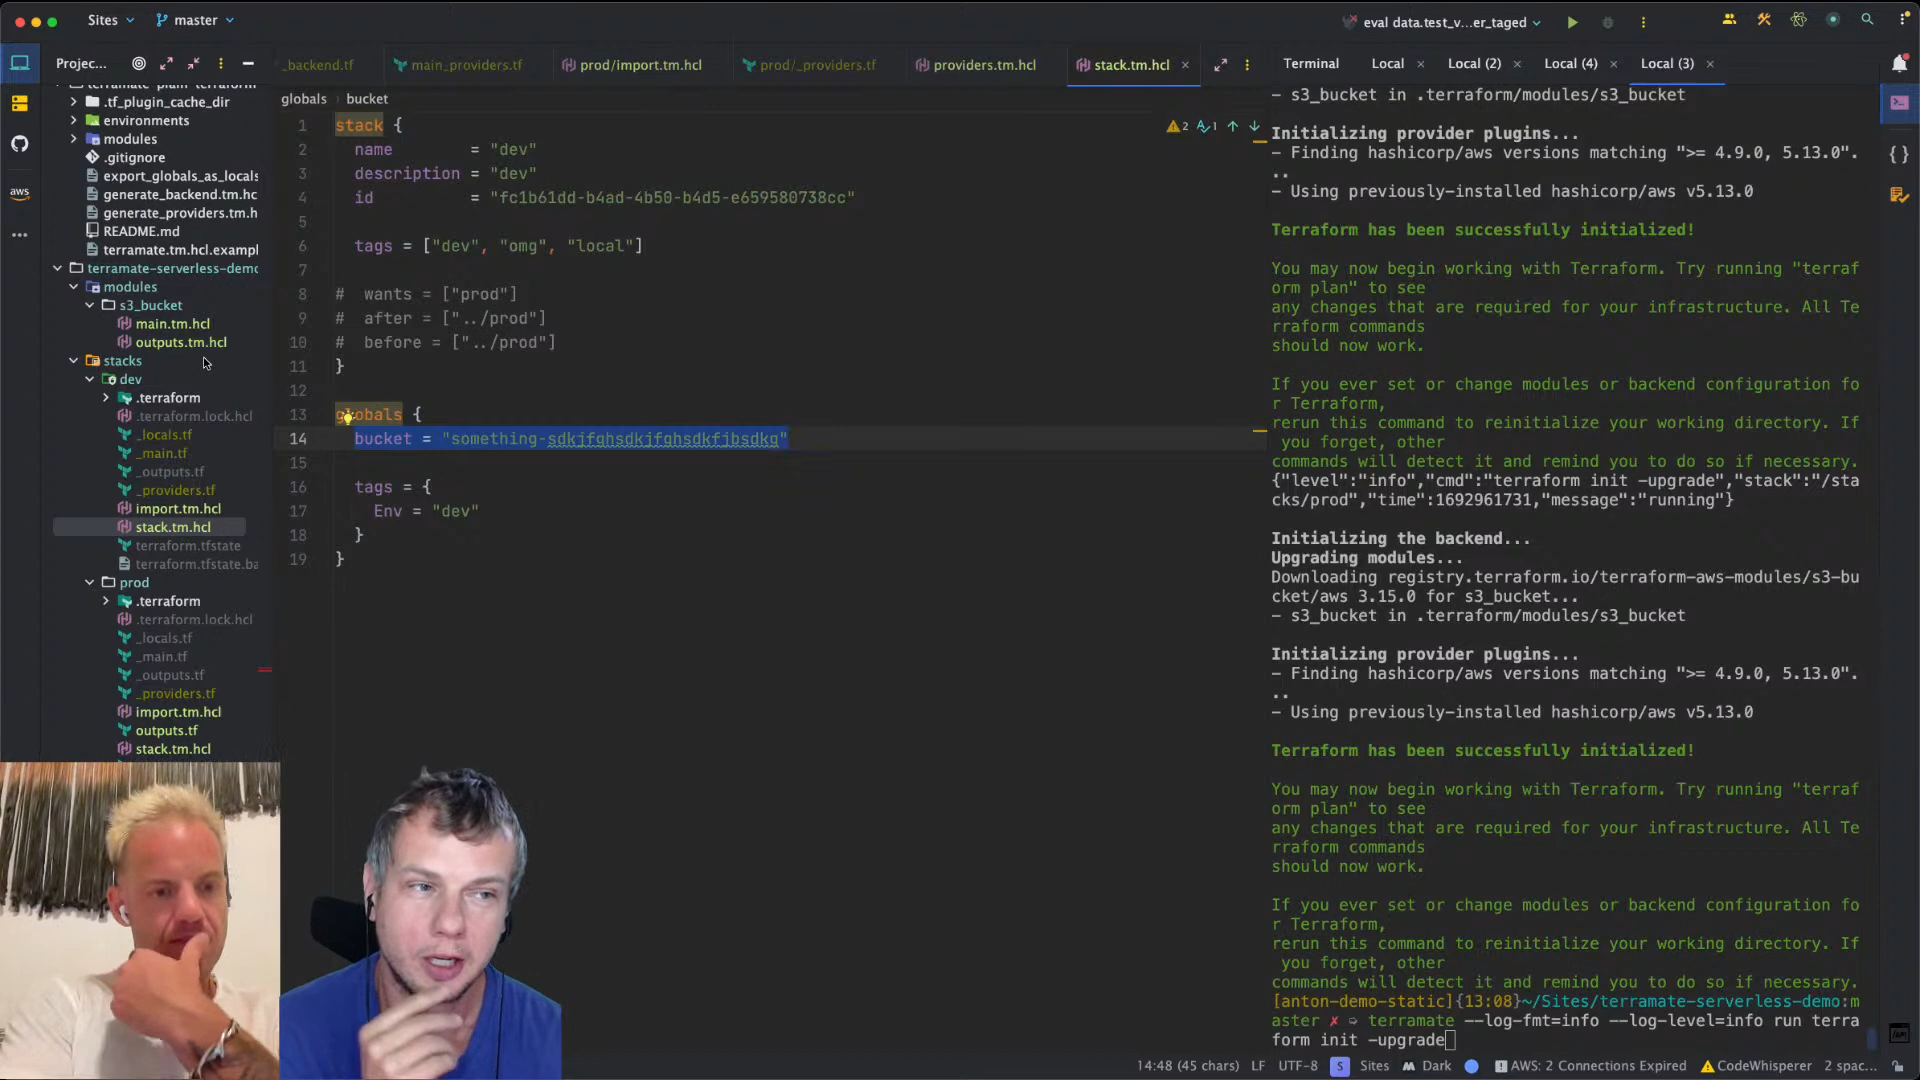 Sites
master
eval data.test_v...er_taged
Projec...
_backend.tf
main_providers.tf
prod/import.tm.hcl
prod/_providers.tf
providers.tm.hcl
stack.tm.hcl
Terminal
Local
Local (2)
Local (4)
Local (3)
.tf_plugin_cache_dir
environments
modules
.gitignore
export_globals_as_locals
generate_backend.tm.hc
generate_providers.tm.h
README.md
terramate.tm.hcl.exampl
terramate-serverless-demo
modules
s3_bucket
main.tm.hcl
outputs.tm.hcl
stacks
dev
.terraform
.terraform.lock.hcl
_locals.tf
_main.tf
_outputs.tf
_providers.tf
import.tm.hcl
stack.tm.hcl
terraform.tfstate
terraform.tfstate.ba
prod
.terraform
.terraform.lock.hcl
_locals.tf
_main.tf
_outputs.tf
_providers.tf
import.tm.hcl
outputs.tf
stack.tm.hcl
aws
globals bucket
2 1
1 stack {
2 name = "dev"
3 description = "dev"
4 id = "fc1b61dd-b4ad-4b50-b4d5-e659580738cc"
5
6 tags = ["dev", "omg", "local"]
7
8 # wants = ["prod"]
9 # after = ["../prod"]
10 # before = ["../prod"]
11 }
12
13 globals {
14 bucket = "something-sdkjfghsdkjfghsdkfjbsdkg"
15
16 tags = {
17 Env = "dev"
18 }
19 }
- s3_bucket in .terraform/modules/s3_bucket
Initializing provider plugins...
- Finding hashicorp/aws versions matching ">= 4.9.0, 5.13.0".
..
- Using previously-installed hashicorp/aws v5.13.0
Terraform has been successfully initialized!
You may now begin working with Terraform. Try running "terraf
orm plan" to see
any changes that are required for your infrastructure. All Te
rraform commands
should now work.
If you ever set or change modules or backend configuration fo
r Terraform,
rerun this command to reinitialize your working directory. If
you forget, other
commands will detect it and remind you to do so if necessary.
{"level":"info","cmd":"terraform init -upgrade","stack":"/sta
cks/prod","time":1692961731,"message":"running"}
Initializing the backend...
Upgrading modules...
Downloading registry.terraform.io/terraform-aws-modules/s3-bu
cket/aws 3.15.0 for s3_bucket...
- s3_bucket in .terraform/modules/s3_bucket
Initializing provider plugins...
- Finding hashicorp/aws versions matching ">= 4.9.0, 5.13.0".
..
- Using previously-installed hashicorp/aws v5.13.0
Terraform has been successfully initialized!
You may now begin working with Terraform. Try running "terraf
orm plan" to see
any changes that are required for your infrastructure. All Te
rraform commands
should now work.
If you ever set or change modules or backend configuration fo
r Terraform,
rerun this command to reinitialize your working directory. If
you forget, other
commands will detect it and remind you to do so if necessary.
[anton-demo-static]{13:08}~/Sites/terramate-serverless-demo:m
aster ✗ ➭ terramate --log-fmt=info --log-level=info run terra
form init -upgrade
14:48 (45 chars) LF UTF-8 S Sites Dark AWS: 2 Connections Expired CodeWhisperer 2 spac...